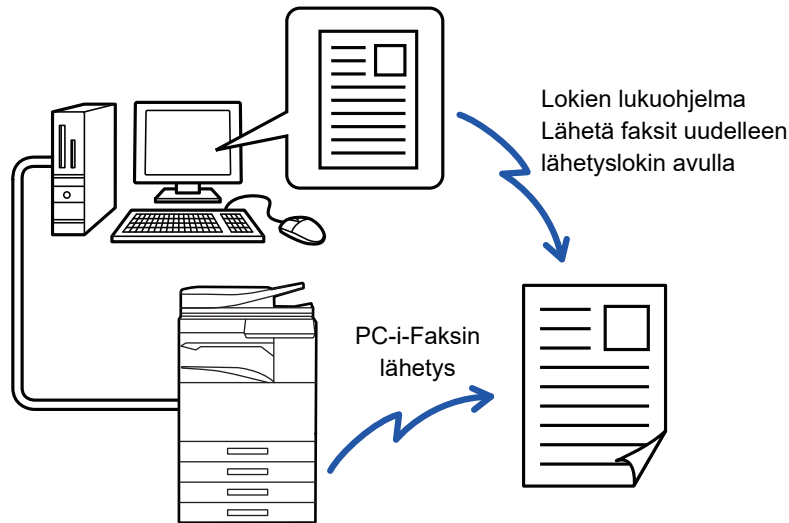 Lokien lukuohjelma
Lähetä faksit uudelleen
lähetyslokin avulla
PC-i-Faksin
lähetys